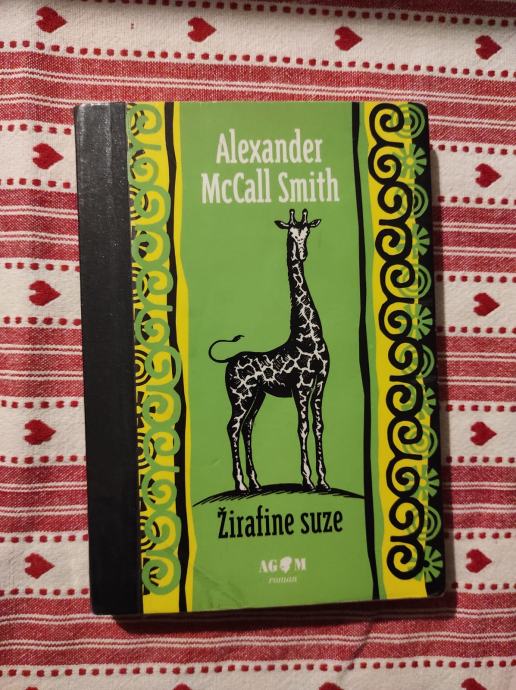 Alexander
McCall Smith
Žirafine suze
AGM
roman